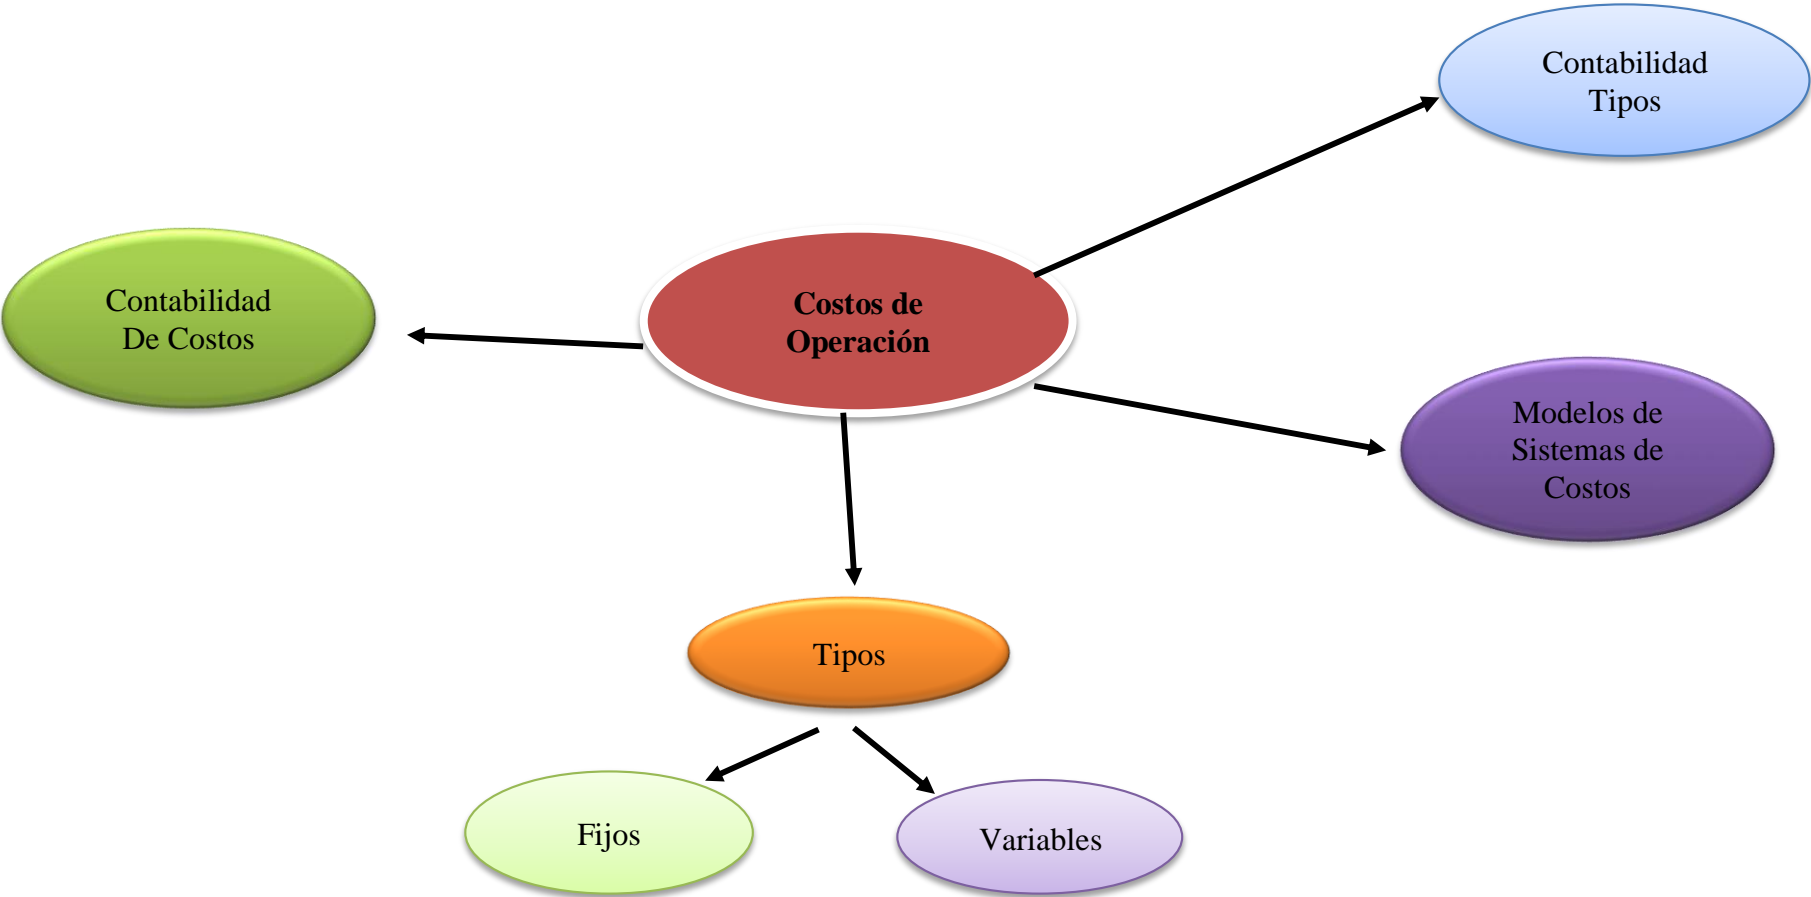 Contabilidad
Tipos
Contabilidad
De Costos
Costos de
Operación
Modelos de
Sistemas de
Costos
Tipos
Fijos
Variables